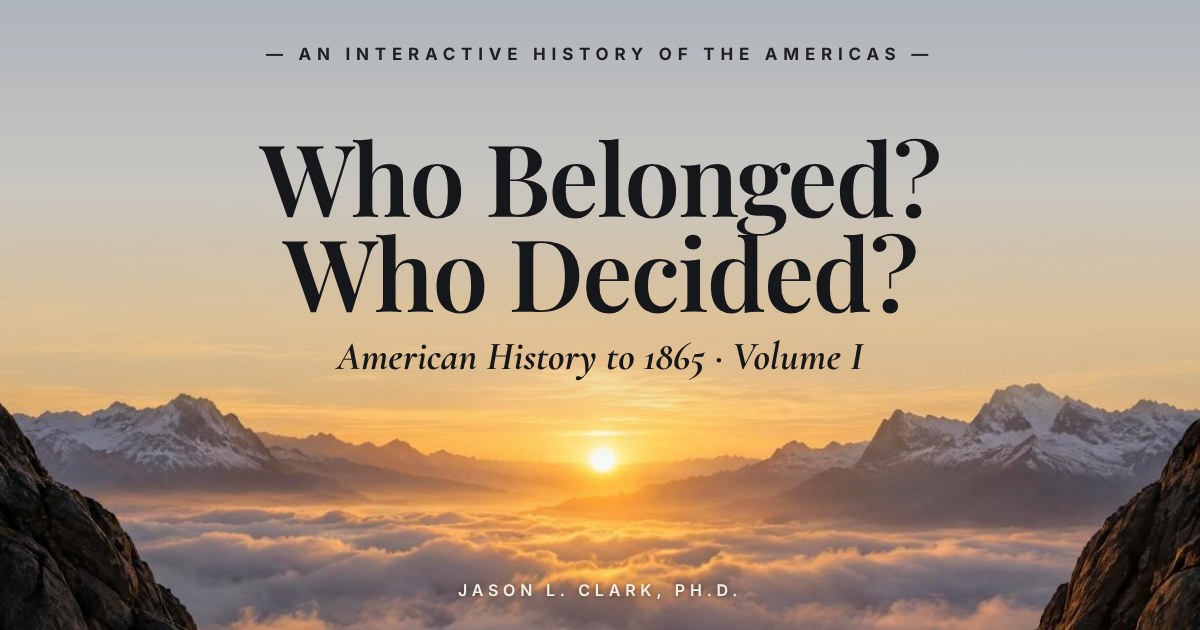 — AN INTERACTIVE HISTORY OF THE AMERICAS —
Who Belonged?
Who Decided?
American History to 1865 · Volume I
JASON L. CLARK, PH.D.